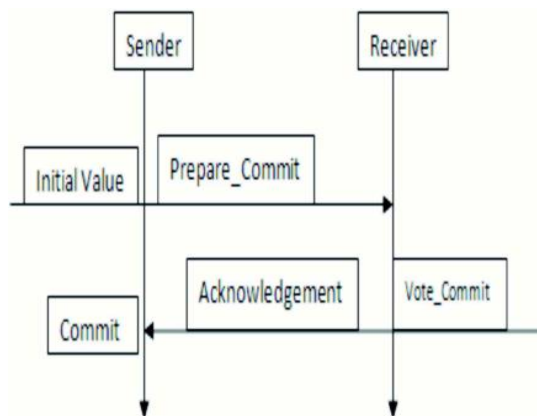 Sender
Receiver
Initial Value
Prepare_Commit
Acknowledgement
Vote_Commit
Commit